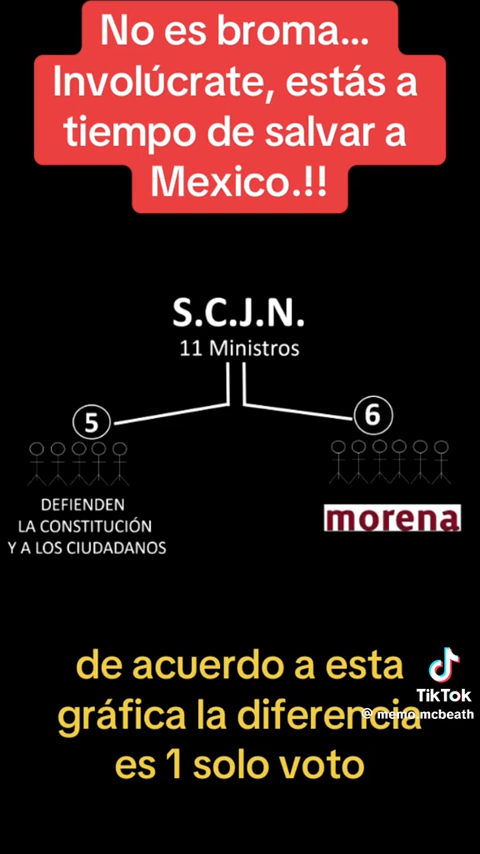 No es broma...
Involúcrate, estás a
tiempo de salvar a
Mexico.!!
S.C.J.N.
11 Ministros
5
6
DEFIENDEN
LA CONSTITUCIÓN
Y A LOS CIUDADANOS
morena
de acuerdo a esta
gráfica la diferencia
es 1 solo voto
TikTok
@ memo.mcbeath